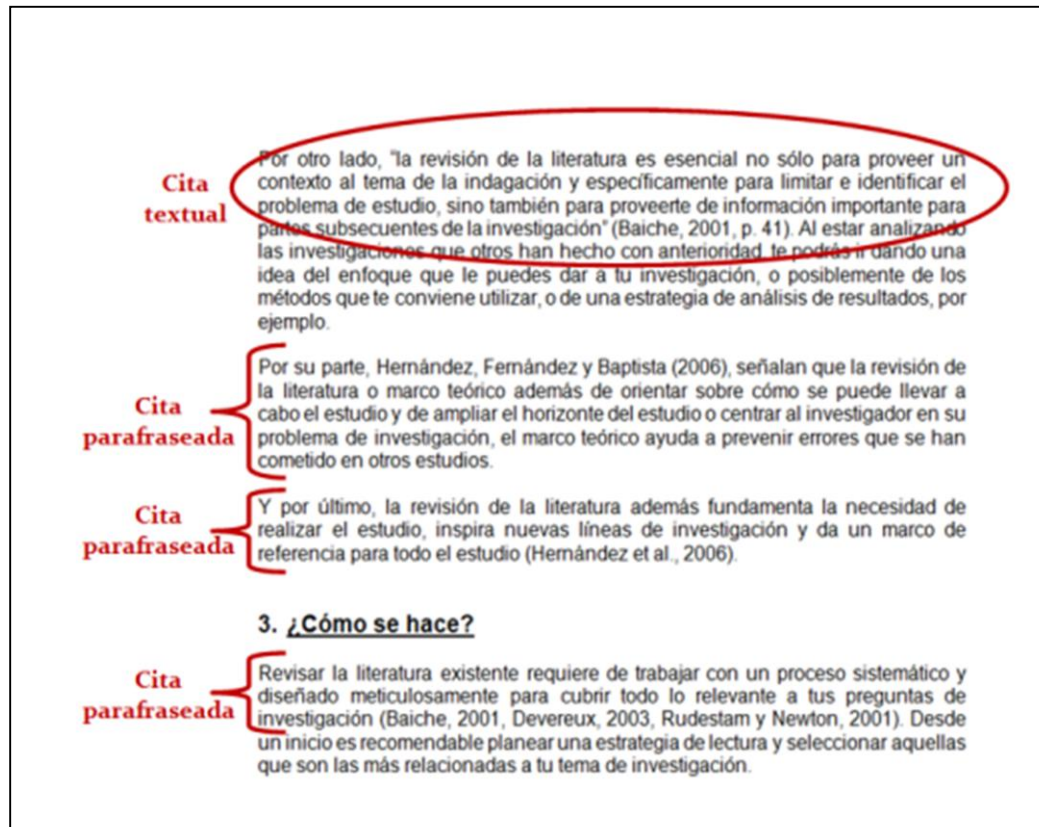 Cita
textual
Por otro lado, "la revisión de la literatura es esencial no sólo para proveer un
contexto al tema de la indagación y específicamente para limitar e identificar el
problema de estudio, sino también para proveerte de información importante para
partes subsecuentes de la investigación" (Baiche, 2001, p. 41). Al estar analizando
las investigaciones que otros han hecho con anterioridad, te podrás ir dando una
idea del enfoque que le puedes dar a tu investigación, o posiblemente de los
métodos que te conviene utilizar, o de una estrategia de análisis de resultados, por
ejemplo.
Cita
parafraseada
Por su parte, Hernández, Fernández y Baptista (2006), señalan que la revisión de
la literatura o marco teórico además de orientar sobre cómo se puede llevar a
cabo el estudio y de ampliar el horizonte del estudio o centrar al investigador en su
problema de investigación, el marco teórico ayuda a prevenir errores que se han
cometido en otros estudios.
Cita
parafraseada
Y por último, la revisión de la literatura además fundamenta la necesidad de
realizar el estudio, inspira nuevas líneas de investigación y da un marco de
referencia para todo el estudio (Hernández et al., 2006).
3. ¿Cómo se hace?
Cita
parafraseada
Revisar la literatura existente requiere de trabajar con un proceso sistemático y
diseñado meticulosamente para cubrir todo lo relevante a tus preguntas de
investigación (Baiche, 2001, Devereux, 2003, Rudestam y Newton, 2001). Desde
un inicio es recomendable planear una estrategia de lectura y seleccionar aquellas
que son las más relacionadas a tu tema de investigación.